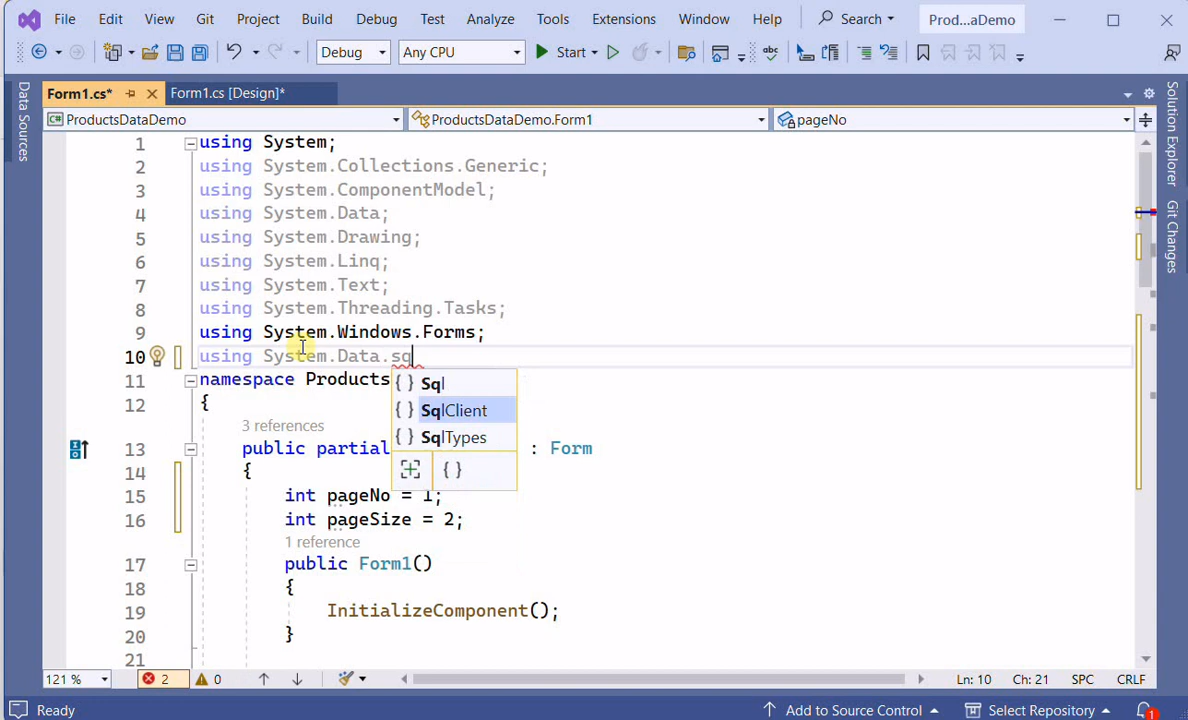 File Edit View Git Project Build Debug Test Analyze Tools Extensions Window Help Search Prod...aDemo
Debug Any CPU Start abc
Data Sources
Form1.cs* Form1.cs [Design]*
C# ProductsDataDemo ProductsDataDemo.Form1 pageNo
1 using System;
2 using System.Collections.Generic;
3 using System.ComponentModel;
4 using System.Data;
5 using System.Drawing;
6 using System.Linq;
7 using System.Text;
8 using System.Threading.Tasks;
9 using System.Windows.Forms;
10 using System.Data.sq
11 namespace Products
{ } Sql
12 {
{ } SqlClient
3 references
{ } SqlTypes
13 public partial : Form
14 {
{ }
15 int pageNo = 1;
16 int pageSize = 2;
1 reference
17 public Form1()
18 {
19 InitializeComponent();
20 }
21
Solution Explorer
Git Changes
121 % 2 0 Ln: 10 Ch: 21 SPC CRLF
Ready Add to Source Control Select Repository 1